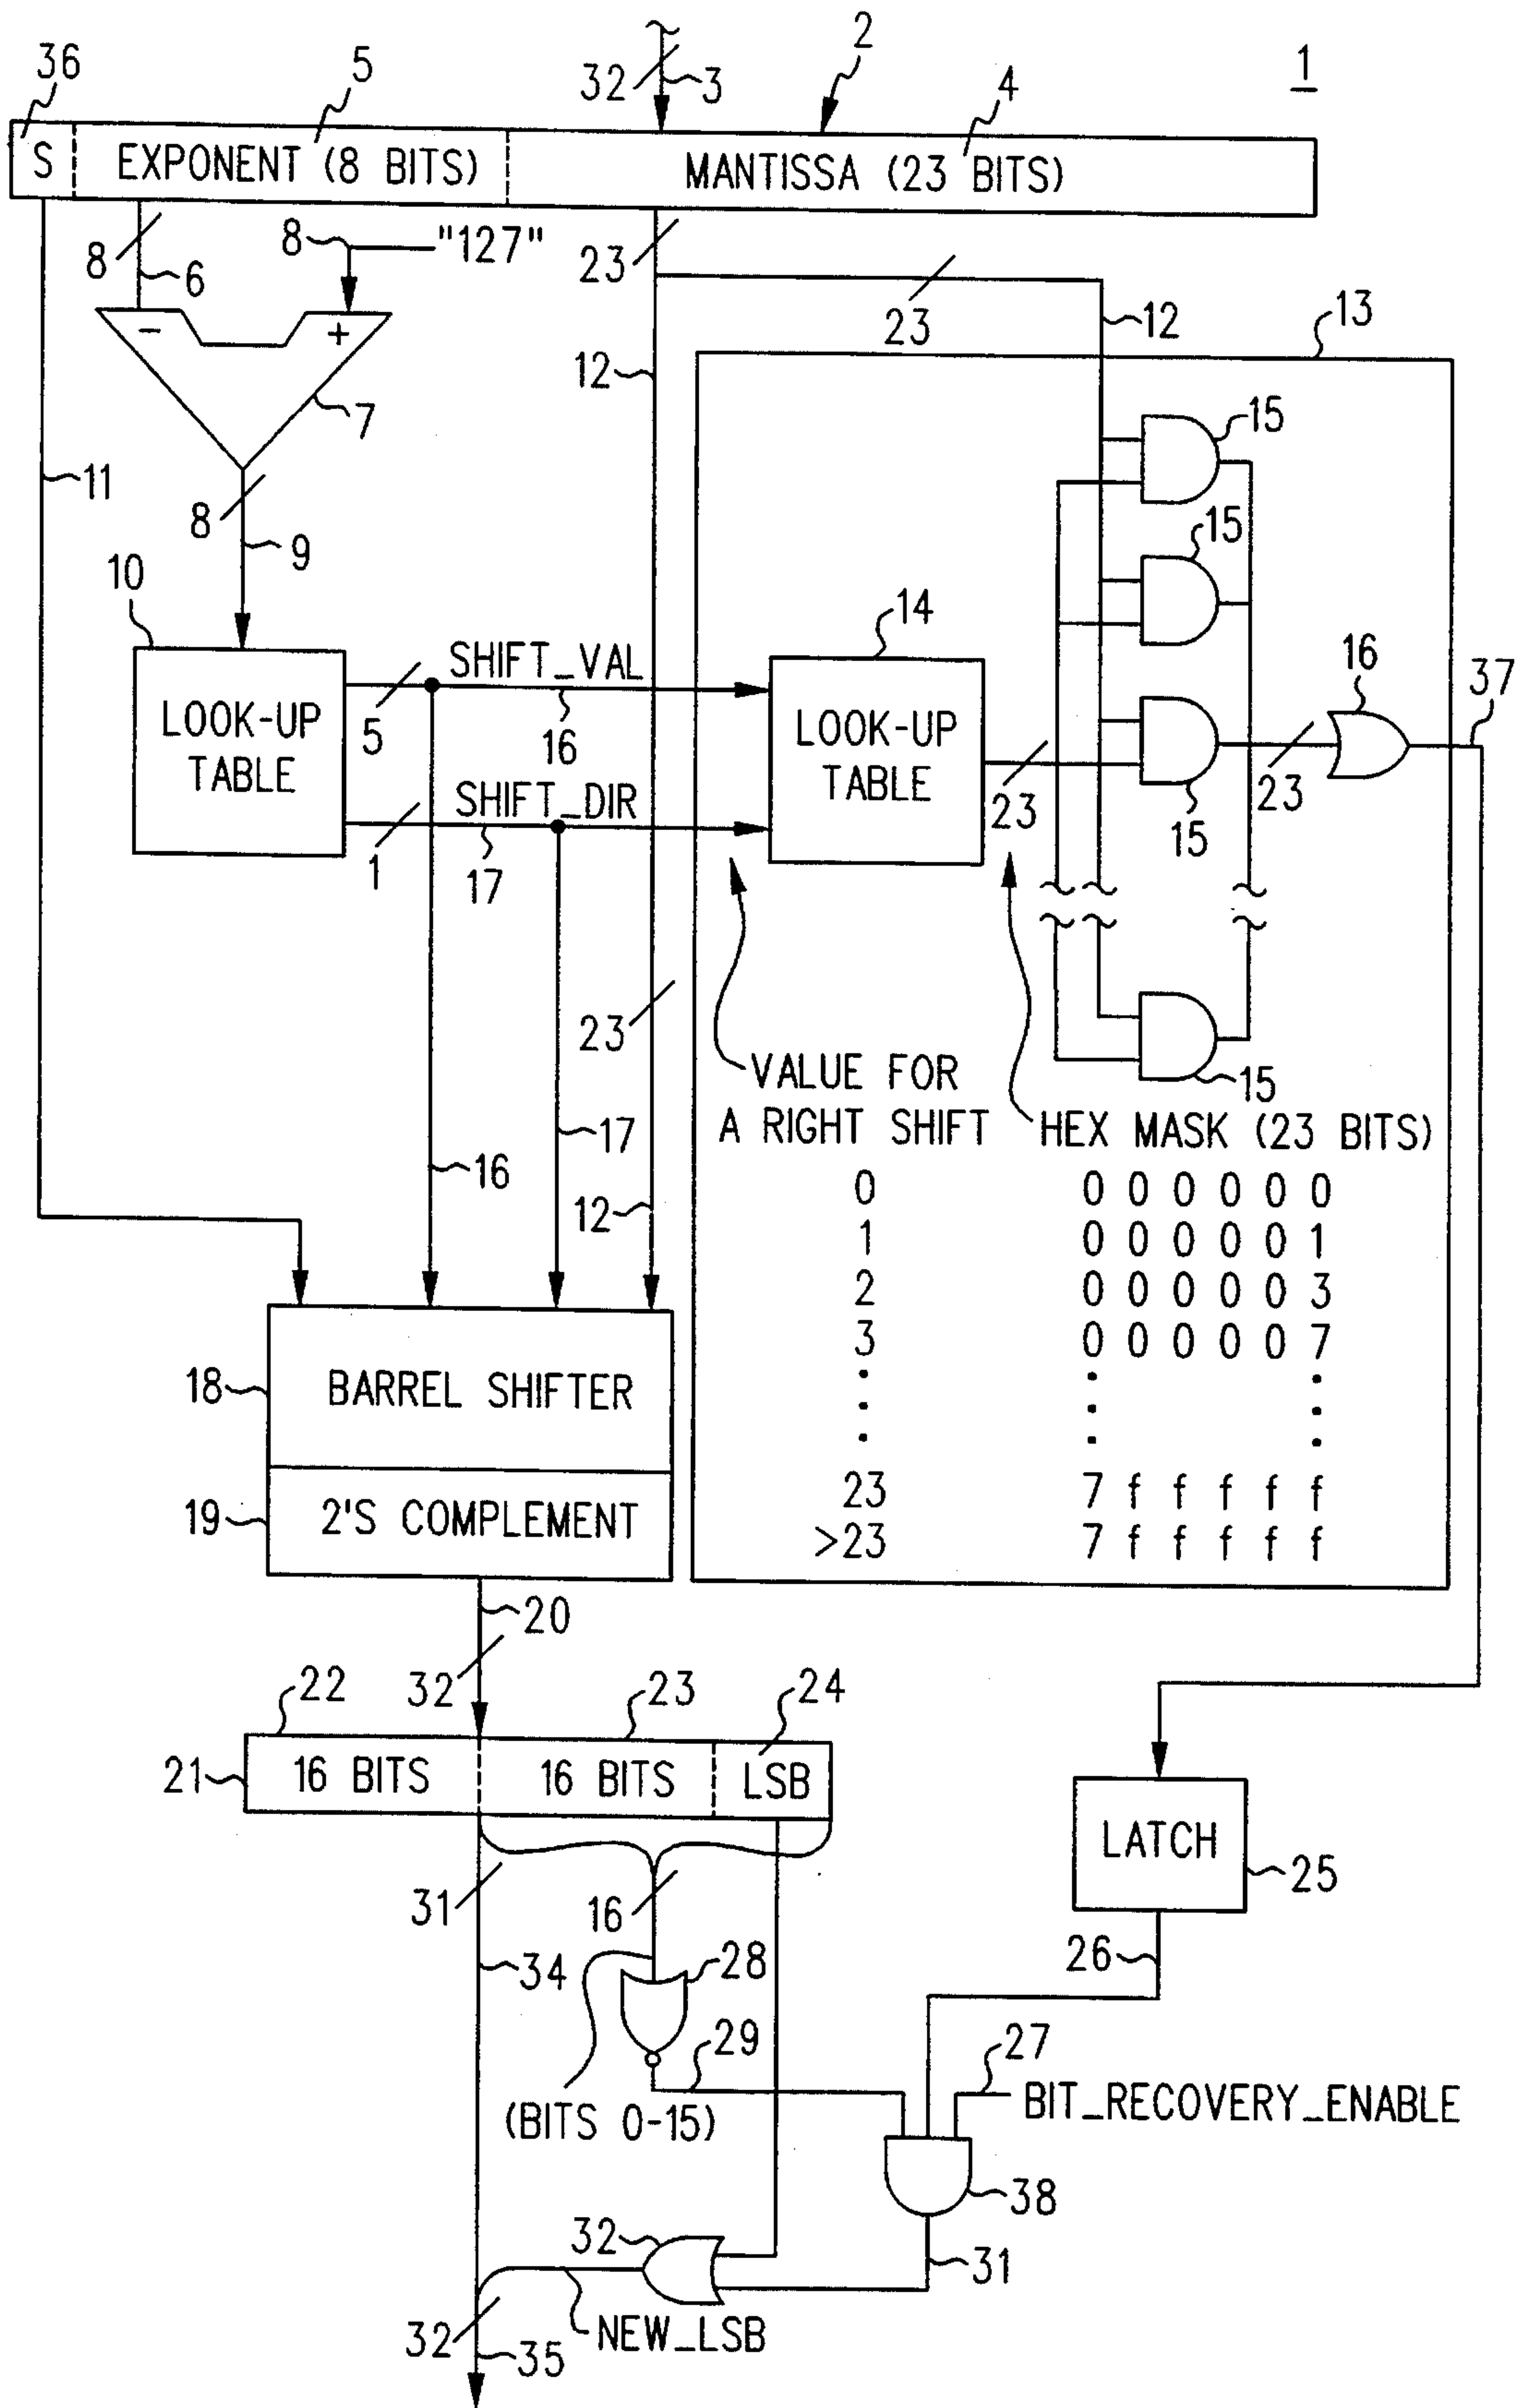 1
2
32 3
36 5 4
S EXPONENT (8 BITS) MANTISSA (23 BITS)
8 6 8 "127"
23 23 12
- +
7
12 13
11
8 9
15
15
10 14
SHIFT_VAL
5 16
LOOK-UP
TABLE
LOOK-UP
TABLE
SHIFT_DIR
1 17
23
15
23
16
37
23
15
VALUE FOR
A RIGHT SHIFT
HEX MASK (23 BITS)
0 0 0 0 0 0 0
1 0 0 0 0 0 1
2 0 0 0 0 0 3
3 0 0 0 0 0 7
. . .
. . .
. . .
23 7 f f f f f
>23 7 f f f f f
16 17 12
18 BARREL SHIFTER
19 2'S COMPLEMENT
20
32
22 23 24
21 16 BITS 16 BITS LSB
LATCH
25
31 16
26
34 28
29 27
BIT_RECOVERY_ENABLE
(BITS 0-15)
38
32 31
NEW_LSB
32 35